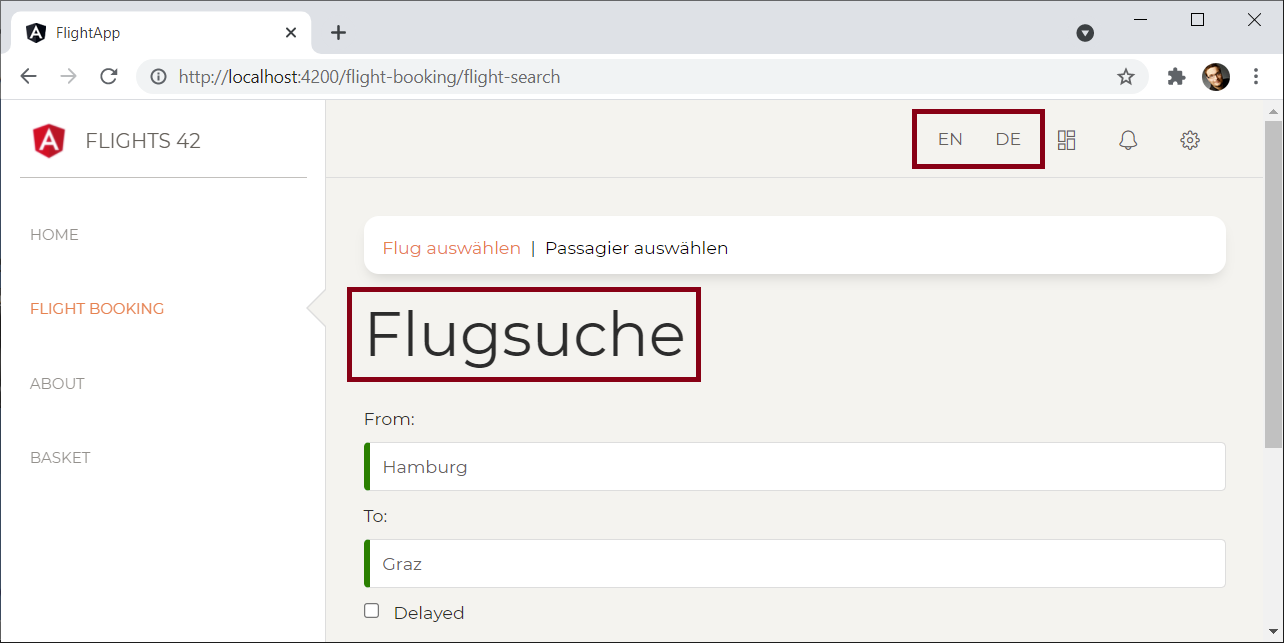 FlightApp
http://localhost:4200/flight-booking/flight-search
FLIGHTS 42
EN DE
HOME
FLIGHT BOOKING
ABOUT
BASKET
Flug auswählen | Passagier auswählen
Flugsuche
From:
Hamburg
To:
Graz
Delayed